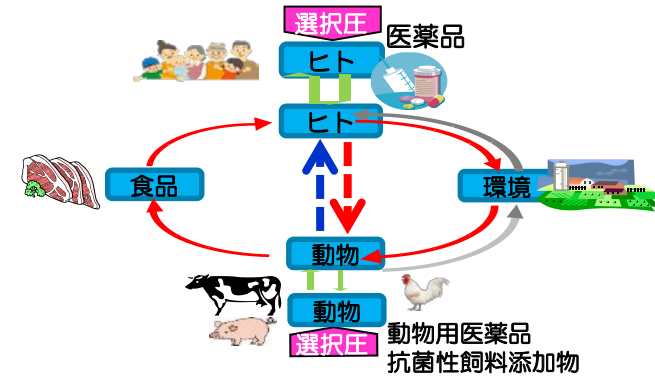 選択圧
医薬品
ヒト
ヒト
食品
環境
動物
動物
選択圧
動物用医薬品
抗菌性飼料添加物